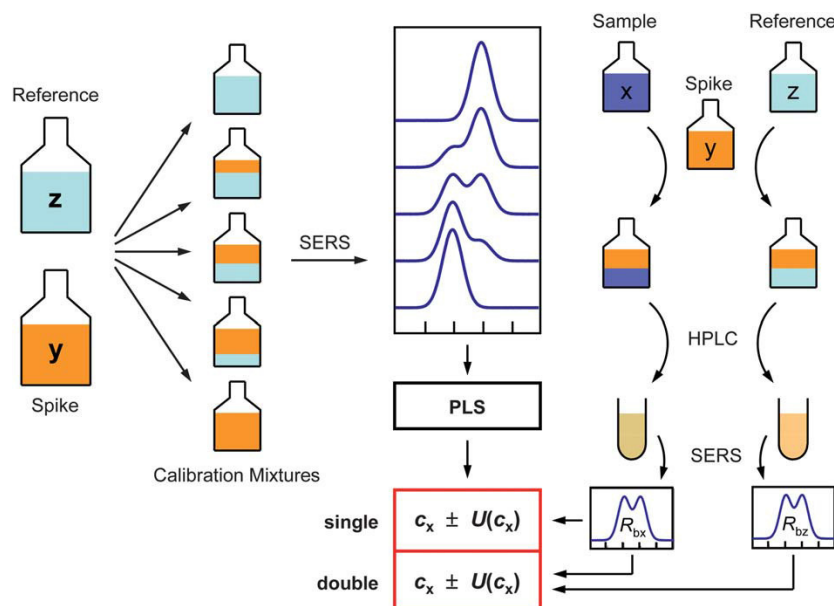 Reference
z
y
Spike
Calibration Mixtures
SERS
PLS
single
cx ± U(cx)
double
cx ± U(cx)
Sample
Reference
x
Spike
z
y
HPLC
SERS
Rbx
Rbz